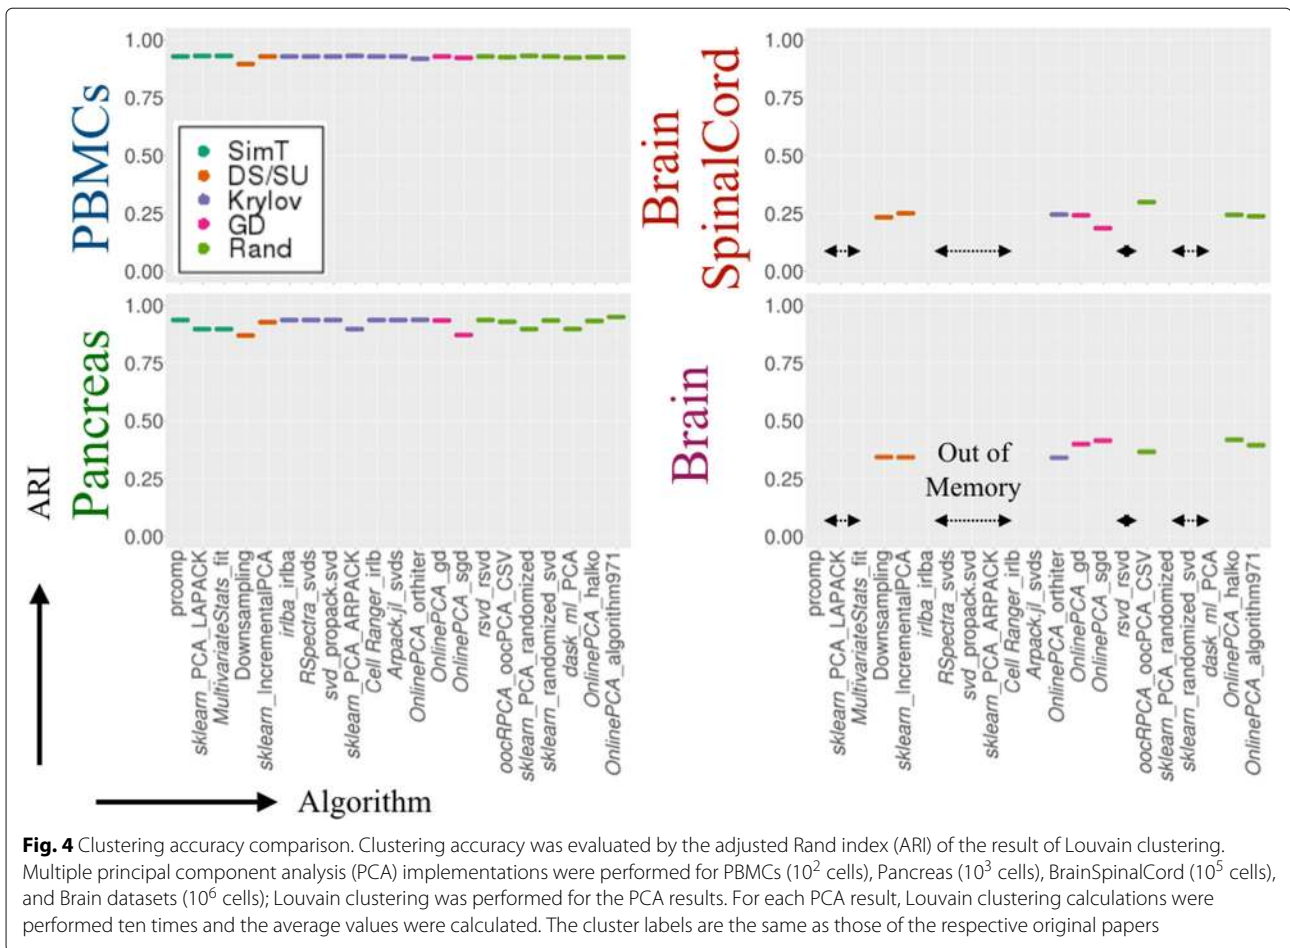 PBMCs
1.00
0.75
0.50
0.25
0.00
SimT
DS/SU
Krylov
GD
Rand
Brain
SpinalCord
1.00
0.75
0.50
0.25
0.00
Pancreas
1.00
0.75
0.50
0.25
0.00
Brain
1.00
0.75
0.50
0.25
0.00
Out of
Memory
ARI
prcomp
sklearn_PCA_LAPACK
MultivariateStats_fit
Downsampling
sklearn_IncrementalPCA
irlba_irlba
RSpectra_svds
svd_propack.svd
sklearn_PCA_ARPACK
Cell Ranger_irlb
Arpack.jl_svds
OnlinePCA_orthiter
OnlinePCA_gd
OnlinePCA_sgd
rsvd_rsvd
oocRPCA_oocPCA_CSV
sklearn_PCA_randomized
sklearn_randomized_svd
dask_ml_PCA
OnlinePCA_halko
OnlinePCA_algorithm971
prcomp
sklearn_PCA_LAPACK
MultivariateStats_fit
Downsampling
sklearn_IncrementalPCA
irlba_irlba
RSpectra_svds
svd_propack.svd
sklearn_PCA_ARPACK
Cell Ranger_irlb
Arpack.jl_svds
OnlinePCA_orthiter
OnlinePCA_gd
OnlinePCA_sgd
rsvd_rsvd
oocRPCA_oocPCA_CSV
sklearn_PCA_randomized
sklearn_randomized_svd
dask_ml_PCA
OnlinePCA_halko
OnlinePCA_algorithm971
Algorithm
Fig. 4 Clustering accuracy comparison. Clustering accuracy was evaluated by the adjusted Rand index (ARI) of the result of Louvain clustering.
Multiple principal component analysis (PCA) implementations were performed for PBMCs (10² cells), Pancreas (10³ cells), BrainSpinalCord (10⁵ cells),
and Brain datasets (10⁶ cells); Louvain clustering was performed for the PCA results. For each PCA result, Louvain clustering calculations were
performed ten times and the average values were calculated. The cluster labels are the same as those of the respective original papers